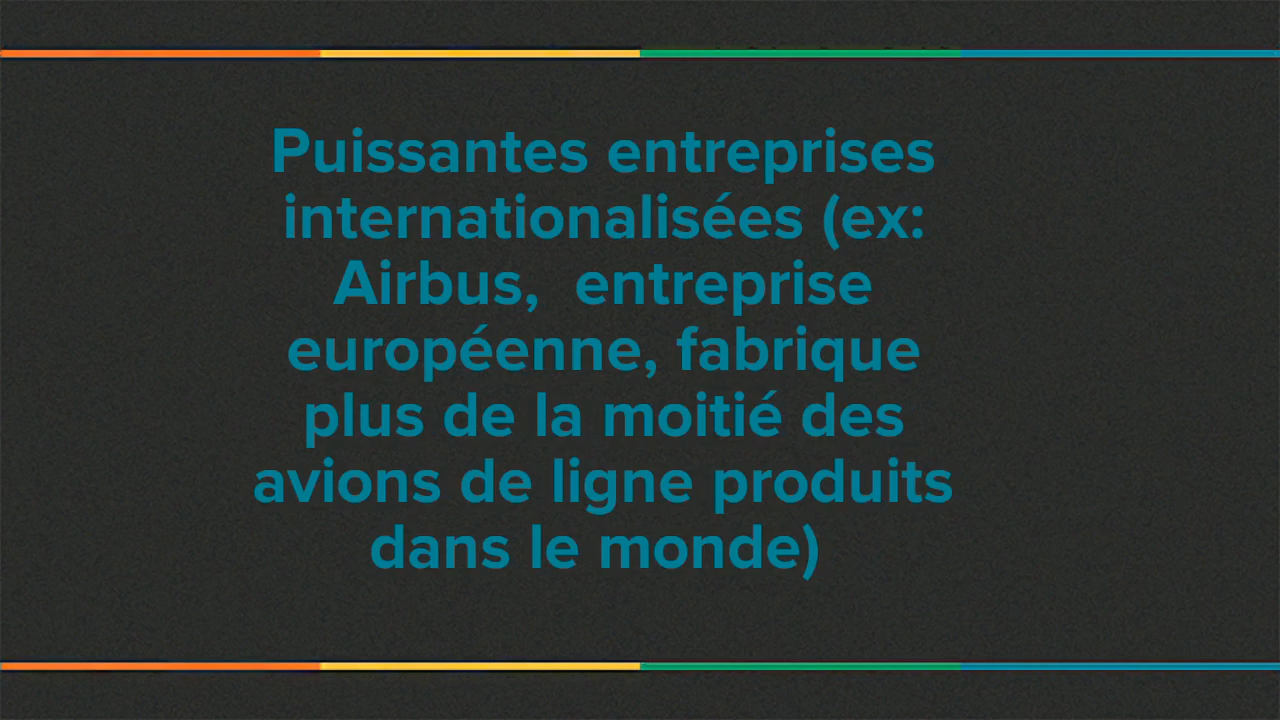 Puissantes entreprises
internationalisées (ex:
Airbus,  entreprise
européenne, fabrique
plus de la moitié des
avions de ligne produits
dans le monde)